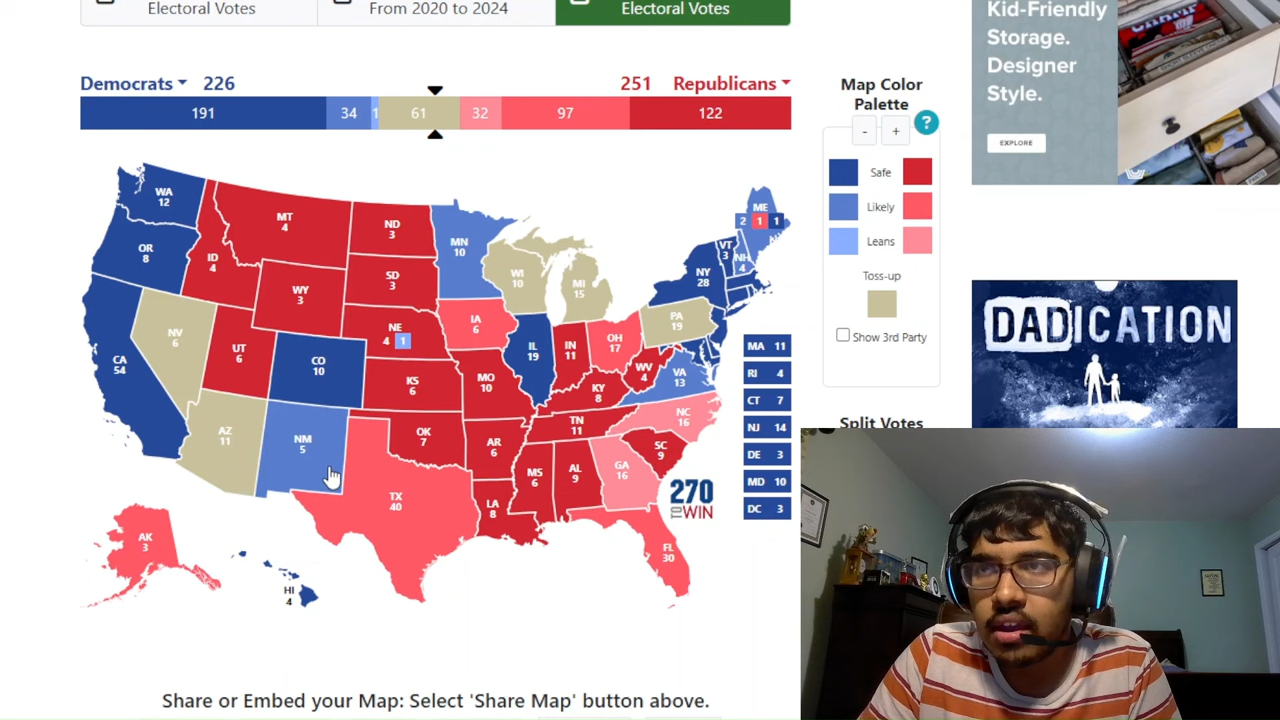 Electoral Votes
From 2020 to 2024
Electoral Votes
Democrats 226
251 Republicans
191
34
1
61
32
97
122
WA
12
OR
8
CA
54
NV
6
ID
4
MT
4
WY
3
UT
6
AZ
11
CO
10
NM
5
ND
3
SD
3
NE
4 1
KS
6
OK
7
TX
40
MN
10
IA
6
MO
10
AR
6
LA
8
WI
10
IL
19
MI
15
IN
11
OH
17
KY
8
TN
11
MS
6
AL
9
GA
16
FL
30
SC
9
NC
16
VA
13
WV
4
PA
19
NY
28
VT
3
NH
4
ME
2 1 1
AK
3
HI
4
MA 11
RI 4
CT 7
NJ 14
DE 3
MD 10
DC 3
270
TO WIN
Map Color
Palette
- + ?
Safe
Likely
Leans
Toss-up
Show 3rd Party
Split Votes
Share or Embed your Map: Select 'Share Map' button above.
Kid-Friendly
Storage.
Designer
Style.
EXPLORE
DADICATION